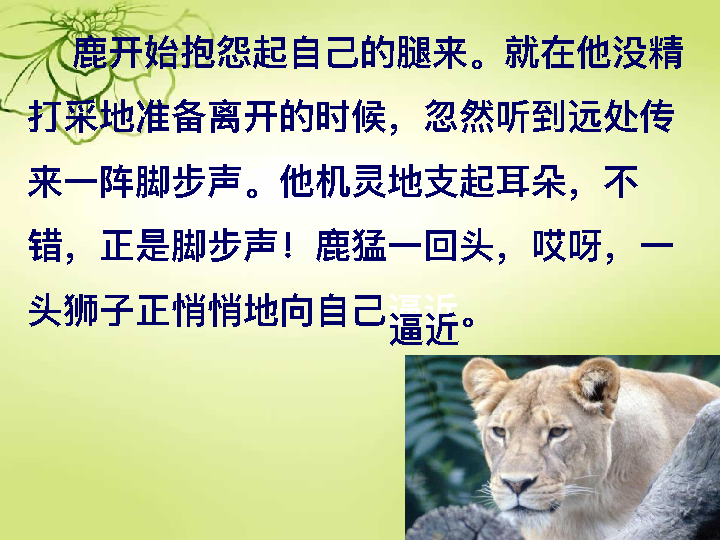 鹿开始抱怨起自己的腿来。就在他没精
打采地准备离开的时候，忽然听到远处传
来一阵脚步声。他机灵地支起耳朵，不
错，正是脚步声！鹿猛一回头，哎呀，一
头狮子正悄悄地向自己逼近。